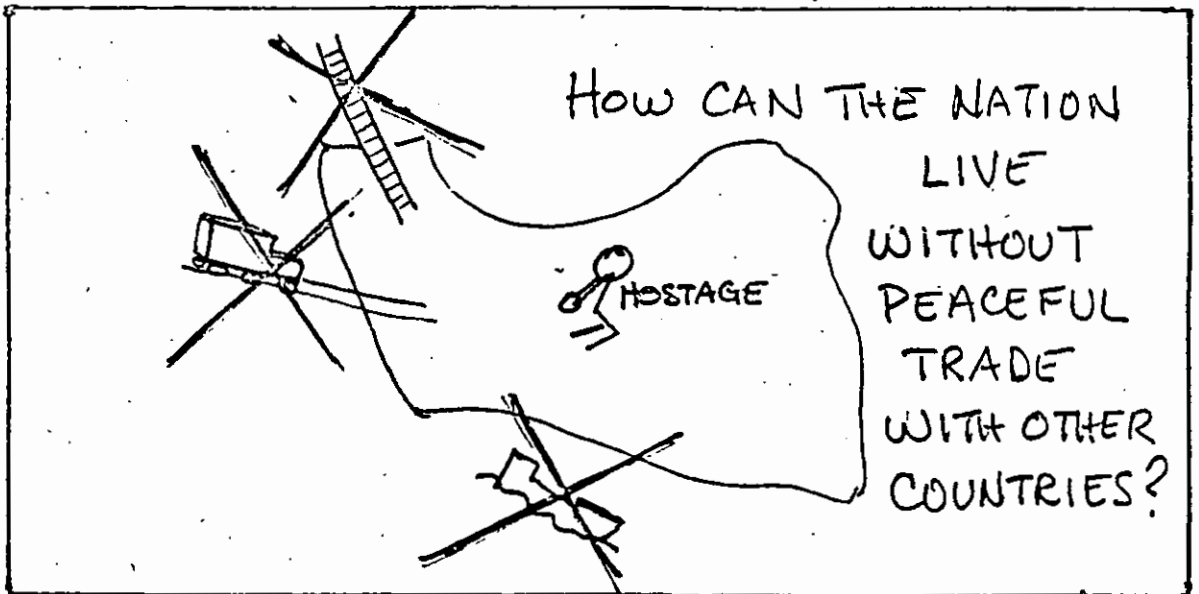 HOW CAN THE NATION
LIVE
WITHOUT
HOSTAGE
PEACEFUL
TRADE
WITH OTHER
COUNTRIES?